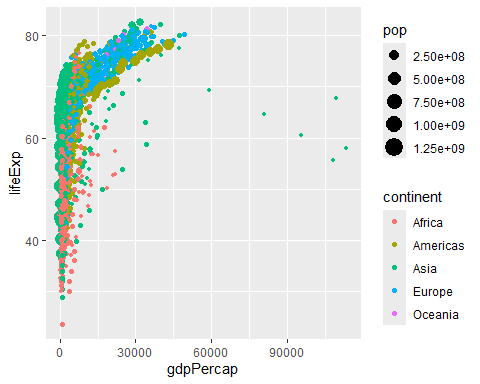 80
60
40
lifeExp
0
30000
60000
90000
gdpPercap
pop
2.50e+08
5.00e+08
7.50e+08
1.00e+09
1.25e+09
continent
Africa
Americas
Asia
Europe
Oceania